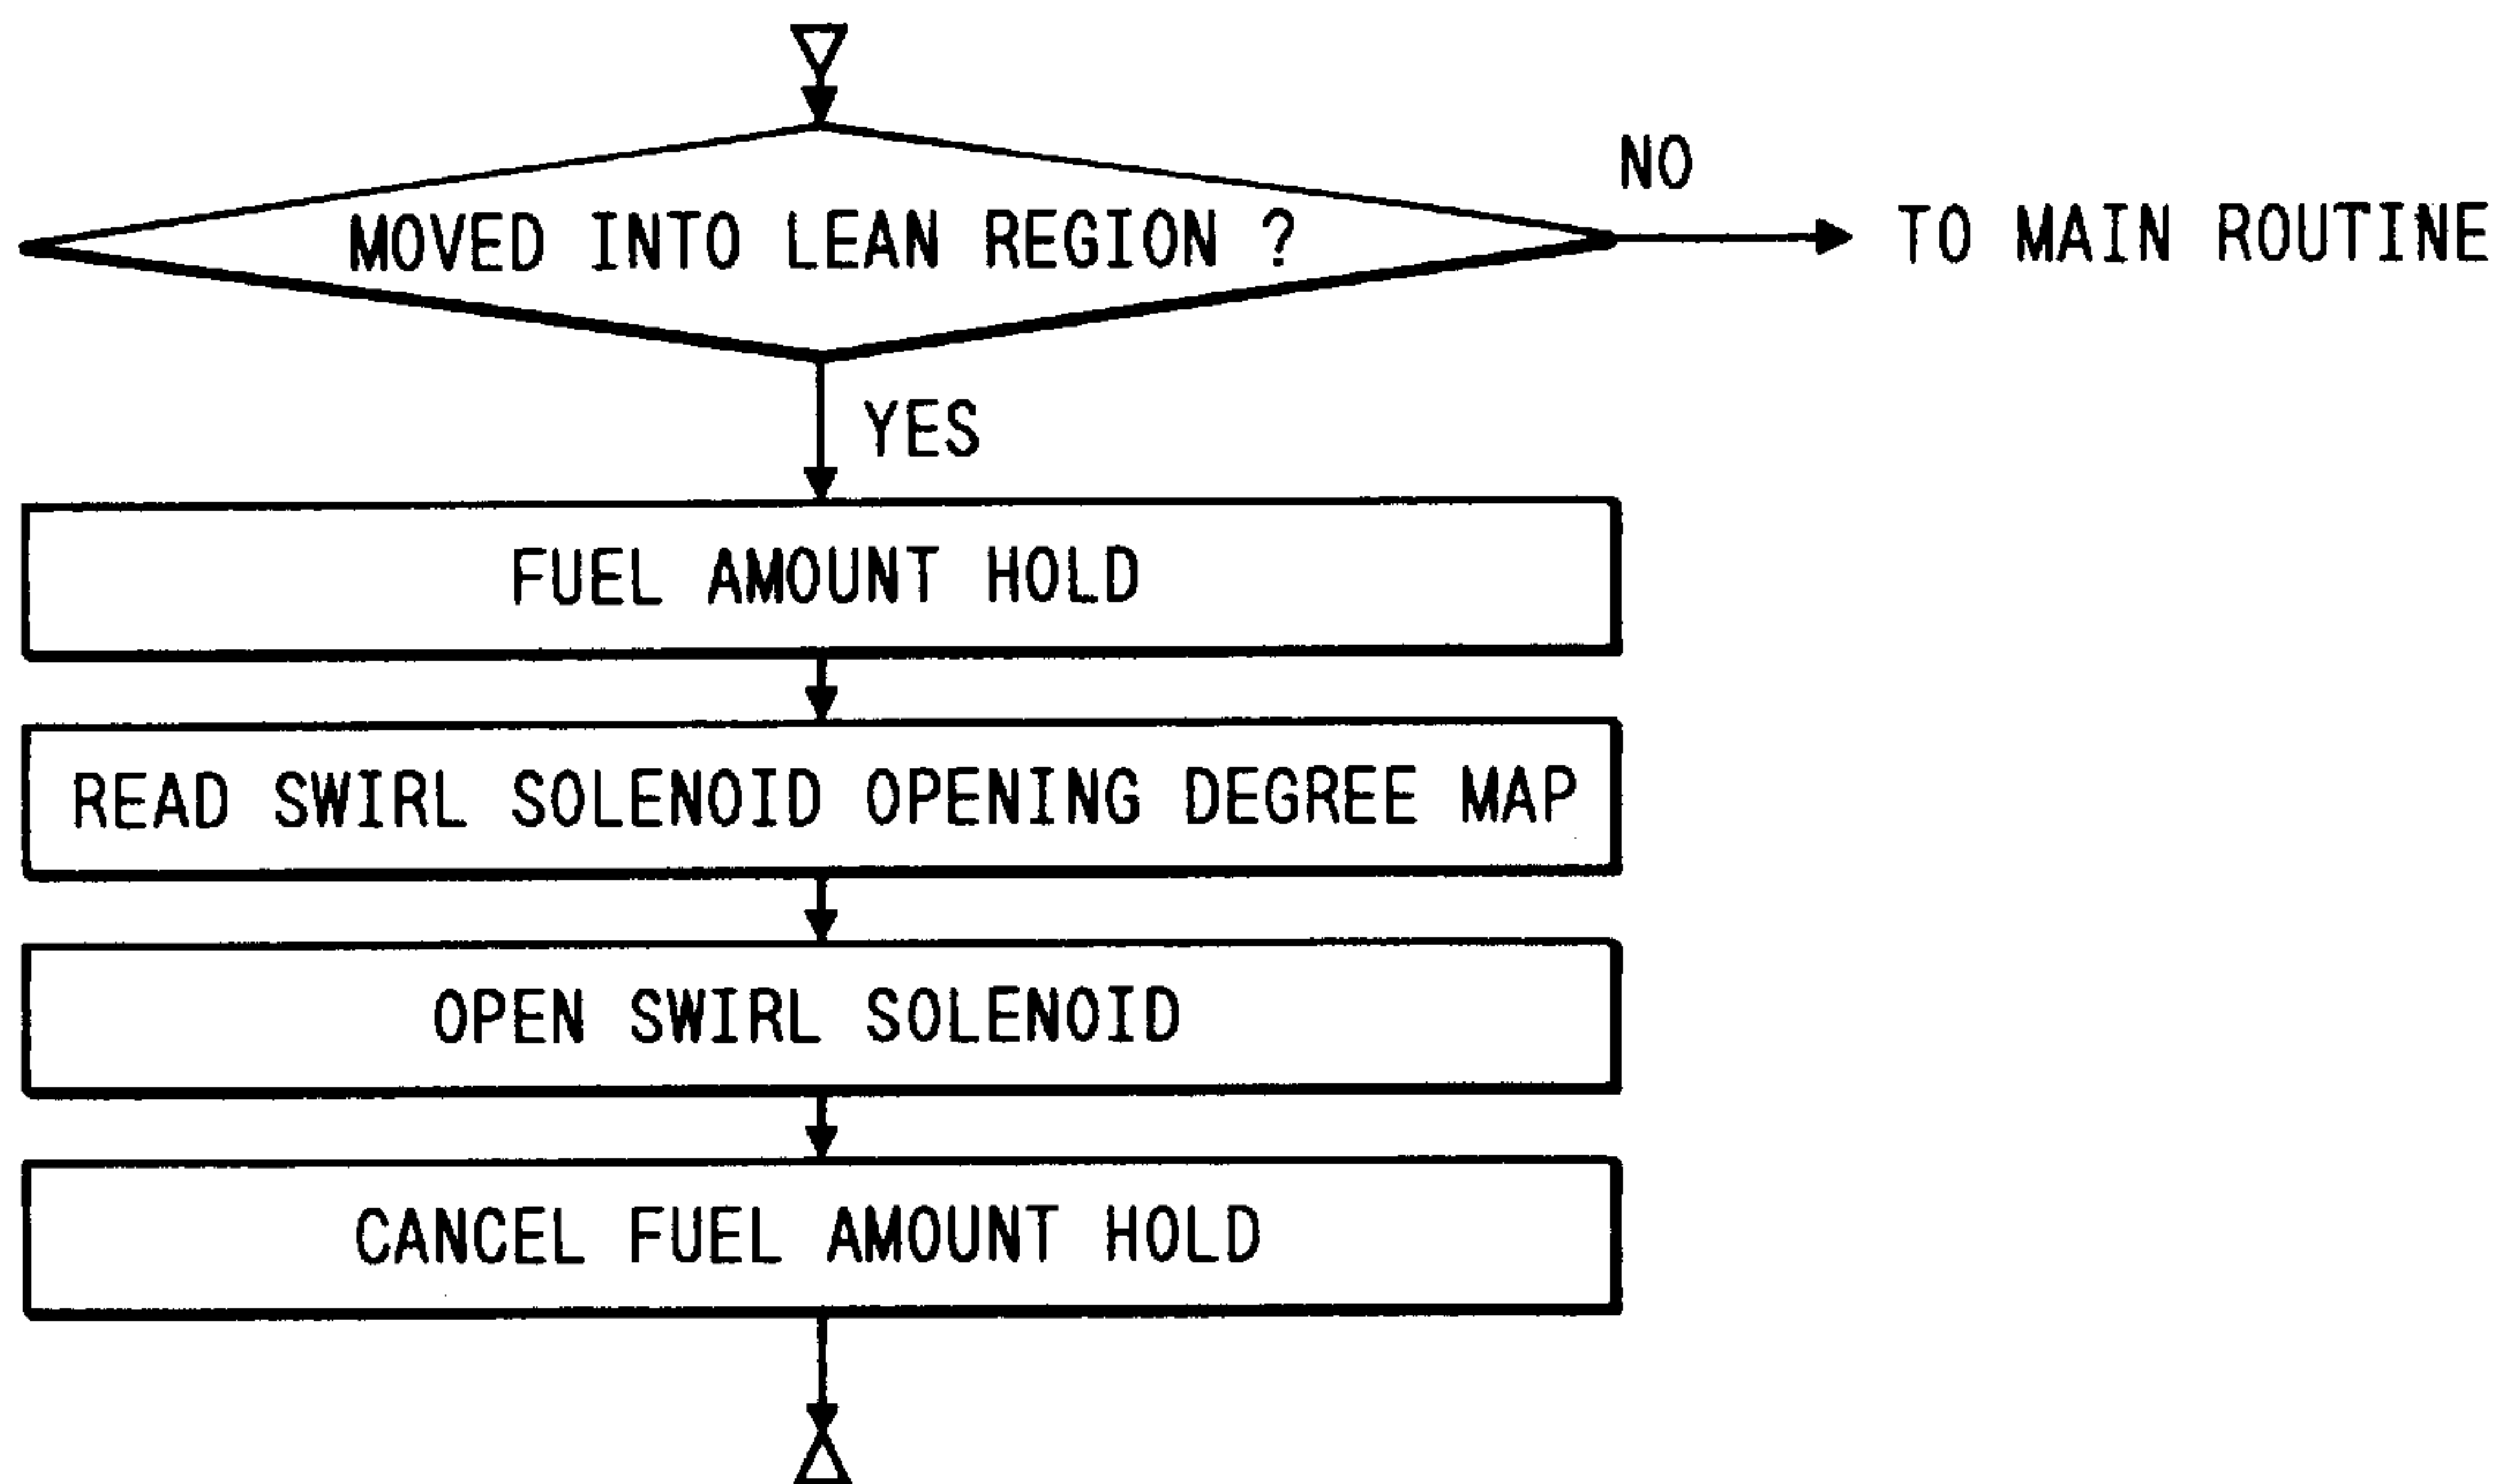 MOVED INTO LEAN REGION ?
NO
TO MAIN ROUTINE
YES
FUEL AMOUNT HOLD
READ SWIRL SOLENOID OPENING DEGREE MAP
OPEN SWIRL SOLENOID
CANCEL FUEL AMOUNT HOLD